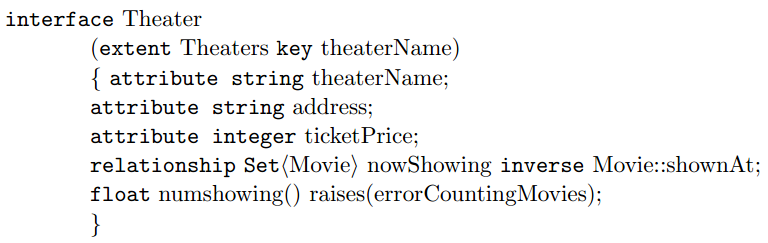 interface Theater
(extent Theaters key theaterName)
{ attribute string theaterName;
attribute string address;
attribute integer ticketPrice;
relationship Set⟨Movie⟩ nowShowing inverse Movie::shownAt;
float numshowing() raises(errorCountingMovies);
}